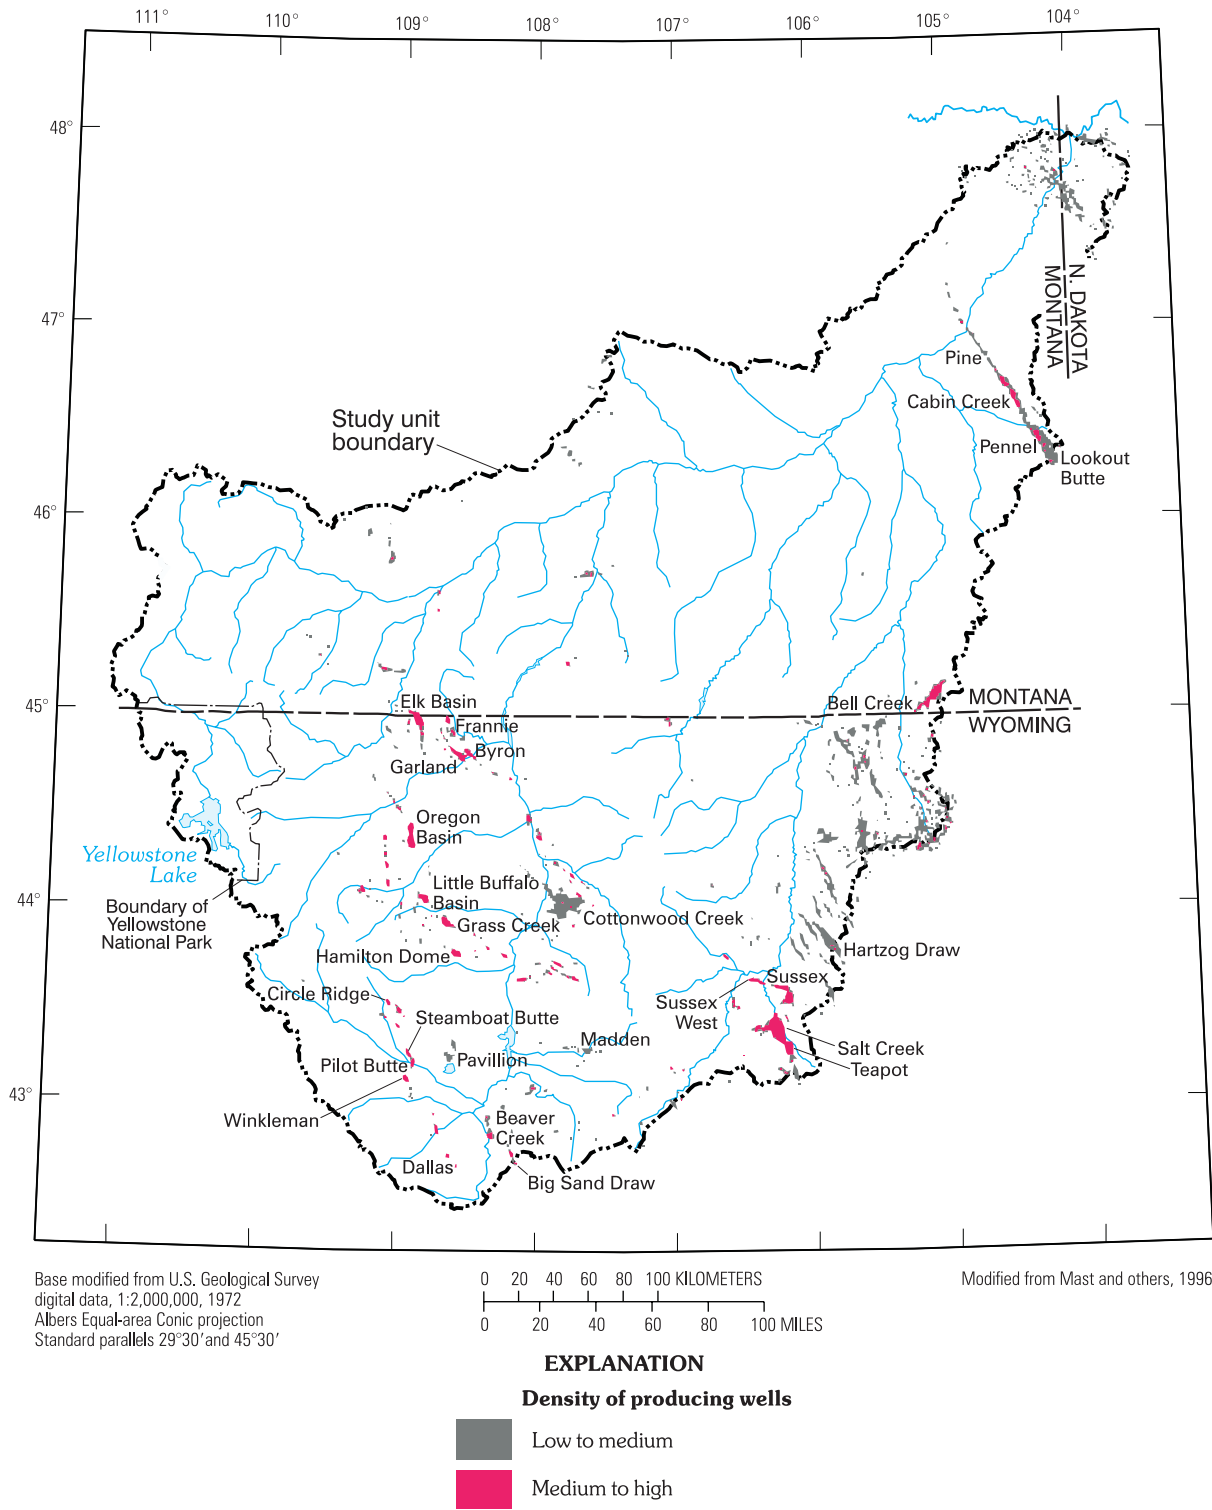 111° 110° 109° 108° 107° 106° 105° 104°
48°
47°
46°
45°
44°
43°
N. DAKOTA
MONTANA
Pine
Cabin Creek
Pennel
Lookout
Butte
Study unit
boundary
MONTANA
WYOMING
Bell Creek
Elk Basin
Frannie
Byron
Garland
Oregon
Basin
Yellowstone
Lake
Boundary of
Yellowstone
National Park
Little Buffalo
Basin
Grass Creek
Cottonwood Creek
Hamilton Dome
Hartzog Draw
Circle Ridge
Sussex
Sussex
West
Steamboat Butte
Madden
Salt Creek
Teapot
Pilot Butte
Pavillion
Winkleman
Beaver
Creek
Dallas
Big Sand Draw
Base modified from U.S. Geological Survey
digital data, 1:2,000,000, 1972
Albers Equal-area Conic projection
Standard parallels 29°30′and 45°30′
0 20 40 60 80 100 KILOMETERS
0 20 40 60 80 100 MILES
Modified from Mast and others, 1996
EXPLANATION
Density of producing wells
Low to medium
Medium to high